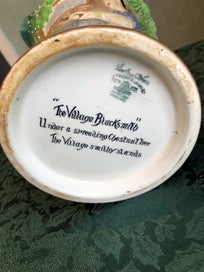 "The Village Blacksmith"
Under a spreading Chestnut Tree
The Village smithy stands